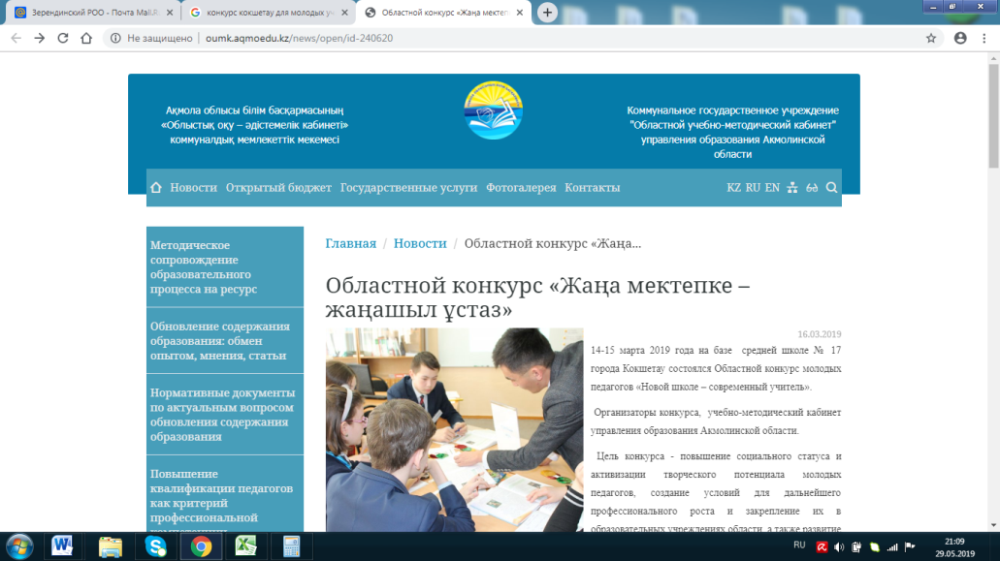 Зерендинский РОО - Почта Mail.R
конкурс кокшетау для молодых уч
Областной конкурс «Жаңа мектеп
Не защищено
oumk.aqmoedu.kz/news/open/id-240620
Ақмола облысы білім басқармасының
«Облыстық оқу – әдістемелік кабинеті»
коммуналдық мемлекеттік мекемесі
Коммунальное государственное учреждение
"Областной учебно-методический кабинет"
управления образования Акмолинской
области
Новости Открытый бюджет Государственные услуги Фотогалерея Контакты
KZ RU EN
Методическое
сопровождение
образовательного
процесса на ресурс
Обновление содержания
образования: обмен
опытом, мнения, статьи
Нормативные документы
по актуальным вопросом
обновления содержания
образования
Повышение
квалификации педагогов
как критерий
профессиональной
Главная / Новости / Областной конкурс «Жаңа...
Областной конкурс «Жаңа мектепке –
жаңашыл ұстаз»
16.03.2019
14-15 марта 2019 года на базе средней школе № 17
города Кокшетау состоялся Областной конкурс молодых
педагогов «Новой школе – современный учитель».
Организаторы конкурса, учебно-методический кабинет
управления образования Акмолинской области.
Цель конкурса - повышение социального статуса и
активизации творческого потенциала молодых
педагогов, создание условий для дальнейшего
профессионального роста и закрепление их в
образовательных учреждениях области, а также развитие
RU
21:09
29.05.2019